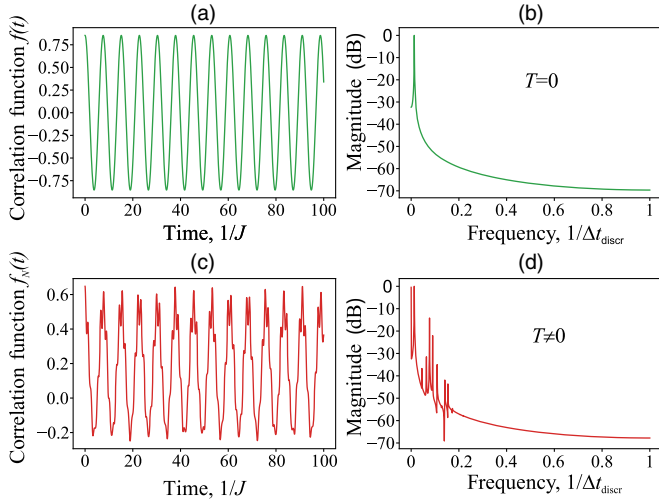 (a)
Correlation function f(t)
0.75
0.50
0.25
0.00
−0.25
−0.50
−0.75
0 20 40 60 80 100
Time, 1/J
(b)
Magnitude (dB)
0
−10
−20
−30
−40
−50
−60
−70
T=0
0 0.2 0.4 0.6 0.8 1
Frequency, 1/Δt_discr
(c)
Correlation function f_N(t)
0.6
0.4
0.2
0.0
−0.2
0 20 40 60 80 100
Time, 1/J
(d)
Magnitude (dB)
0
−10
−20
−30
−40
−50
−60
−70
T≠0
0 0.2 0.4 0.6 0.8 1
Frequency, 1/Δt_discr